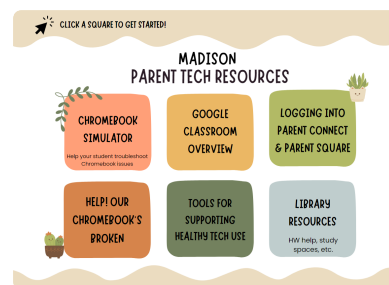 CLICK A SQUARE TO GET STARTED!
MADISON
PARENT TECH RESOURCES
CHROMEBOOK
SIMULATOR
Help your student troubleshoot
Chromebook issues
GOOGLE
CLASSROOM
OVERVIEW
LOGGING INTO
PARENT CONNECT
& PARENT SQUARE
HELP! OUR
CHROMEBOOK'S
BROKEN
TOOLS FOR
SUPPORTING
HEALTHY TECH USE
LIBRARY
RESOURCES
HW help, study
spaces, etc.